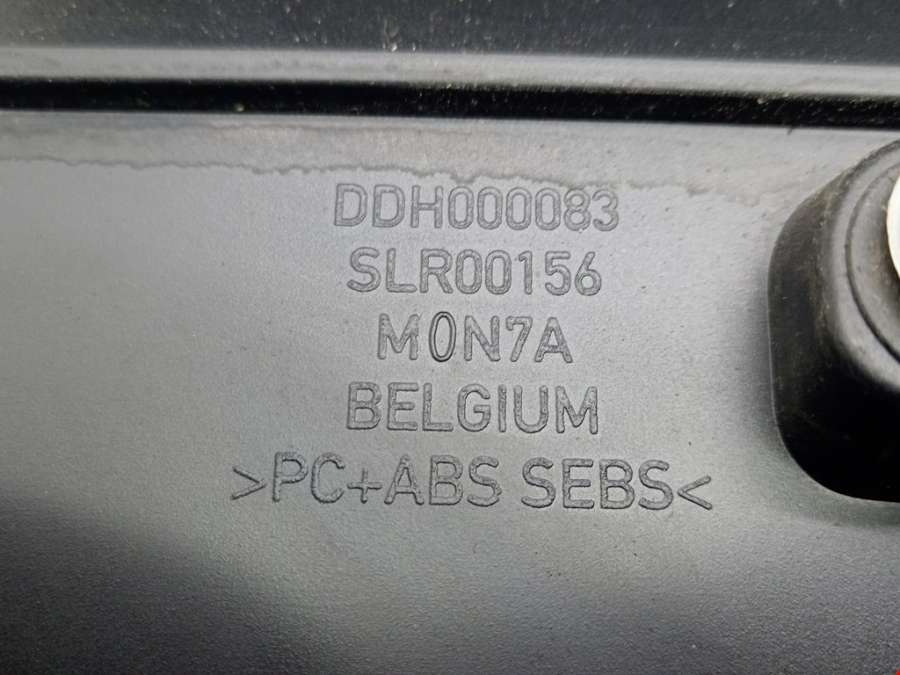 DDH000083
SLR00156
M0N7A
BELGIUM
>PC+ABS SEBS<